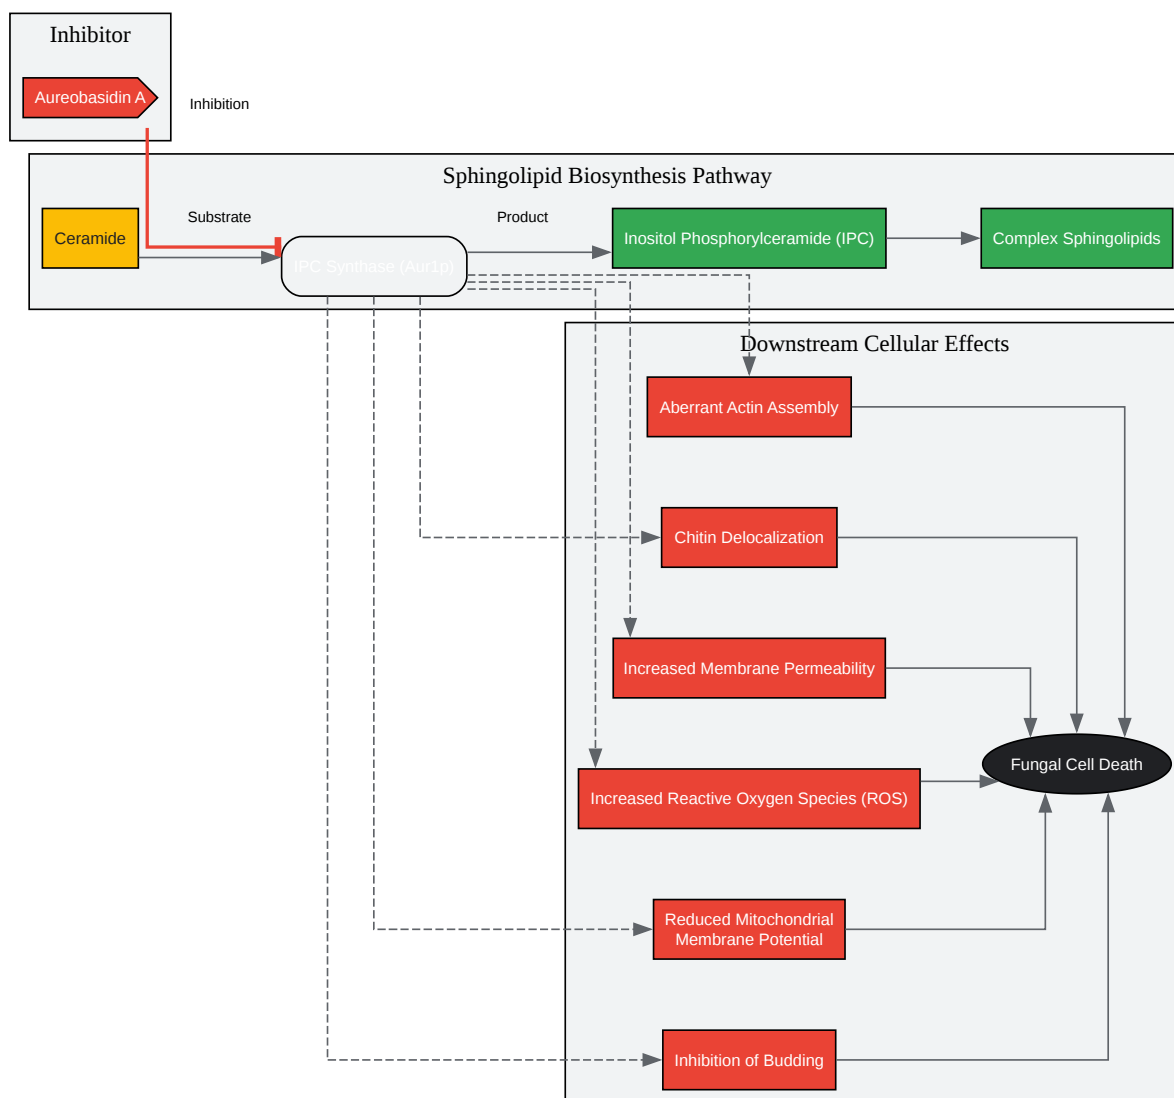 Inhibitor
Aureobasidin A
Inhibition
Sphingolipid Biosynthesis Pathway
Ceramide
Substrate
IPC Synthase (Aur1p)
Product
Inositol Phosphorylceramide (IPC)
Complex Sphingolipids
Downstream Cellular Effects
Aberrant Actin Assembly
Chitin Delocalization
Increased Membrane Permeability
Fungal Cell Death
Increased Reactive Oxygen Species (ROS)
Reduced Mitochondrial
Membrane Potential
Inhibition of Budding